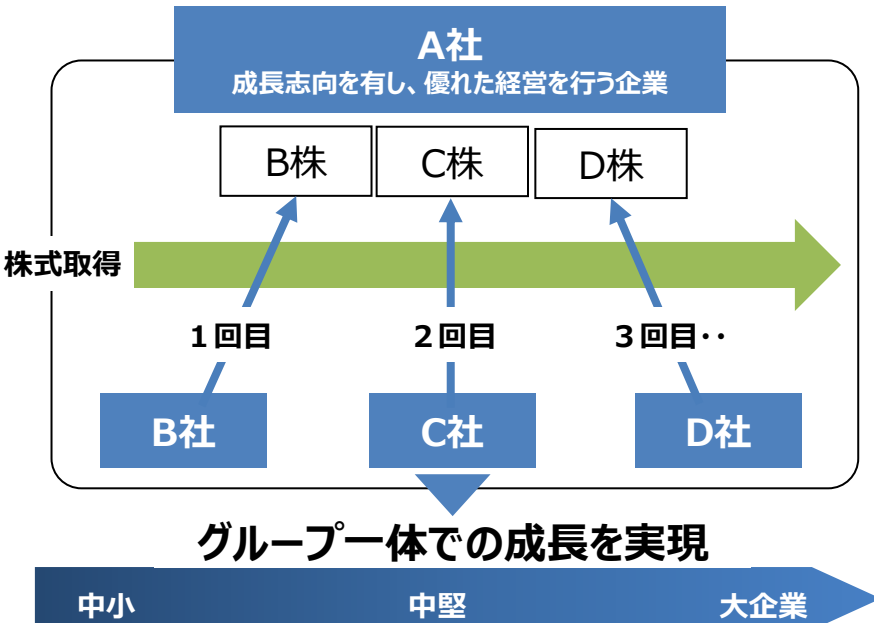 A社
成長志向を有し、優れた経営を行う企業
B株
C株
D株
株式取得
1回目
2回目
3回目‥
B社
C社
D社
グループ一体での成長を実現
中小
中堅
大企業